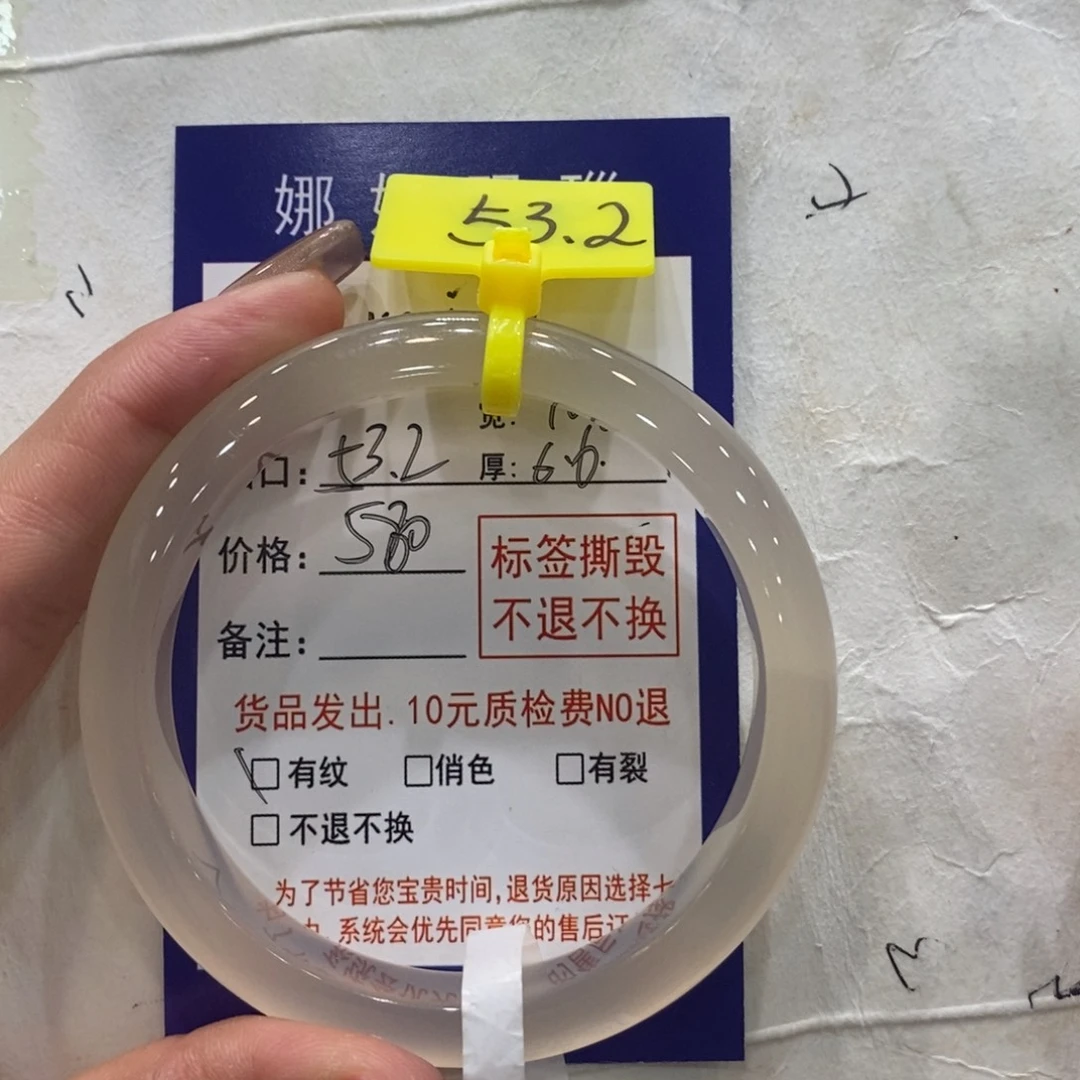 娜
53.2
宽:
口: 53.2 厚: 6.6
价格: 580
标签撕毁
不退不换
备注:
货品发出.10元质检费NO退
有纹 俏色 有裂
不退不换
为了节省您宝贵时间,退货原因选择七
系统会优先同意您的售后